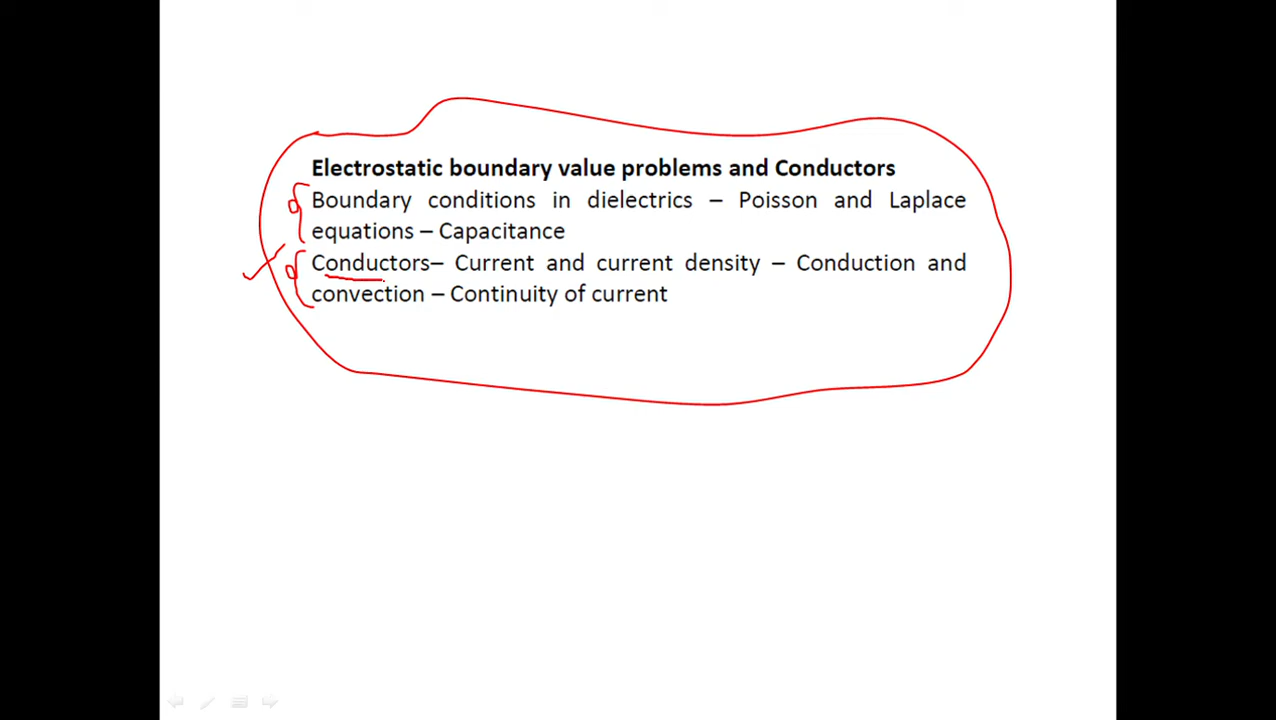 Electrostatic boundary value problems and Conductors
Boundary conditions in dielectrics – Poisson and Laplace
equations – Capacitance
Conductors– Current and current density – Conduction and
convection – Continuity of current